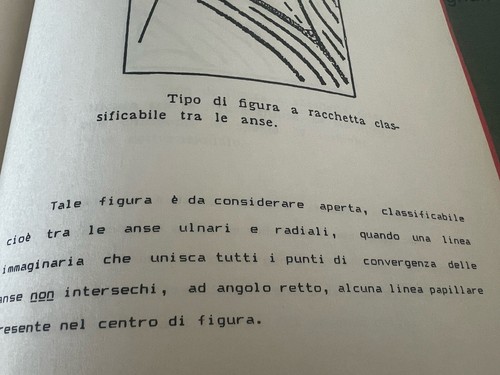 Tipo di figura a racchetta clas-
sificabile tra le anse.
Tale figura è da considerare aperta, classificabile
cioè tra le anse ulnari e radiali, quando una linea
immaginaria che unisca tutti i punti di convergenza delle
anse non intersechi, ad angolo retto, alcuna linea papillare
resente nel centro di figura.